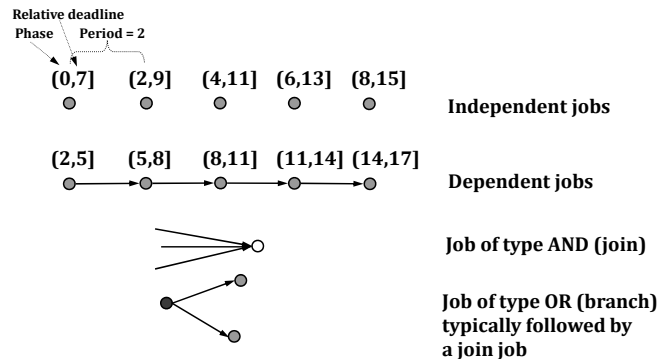 Relative deadline
Phase Period = 2
(0,7] (2,9] (4,11] (6,13] (8,15]
Independent jobs
(2,5] (5,8] (8,11] (11,14] (14,17]
Dependent jobs
Job of type AND (join)
Job of type OR (branch)
typically followed by
a join job